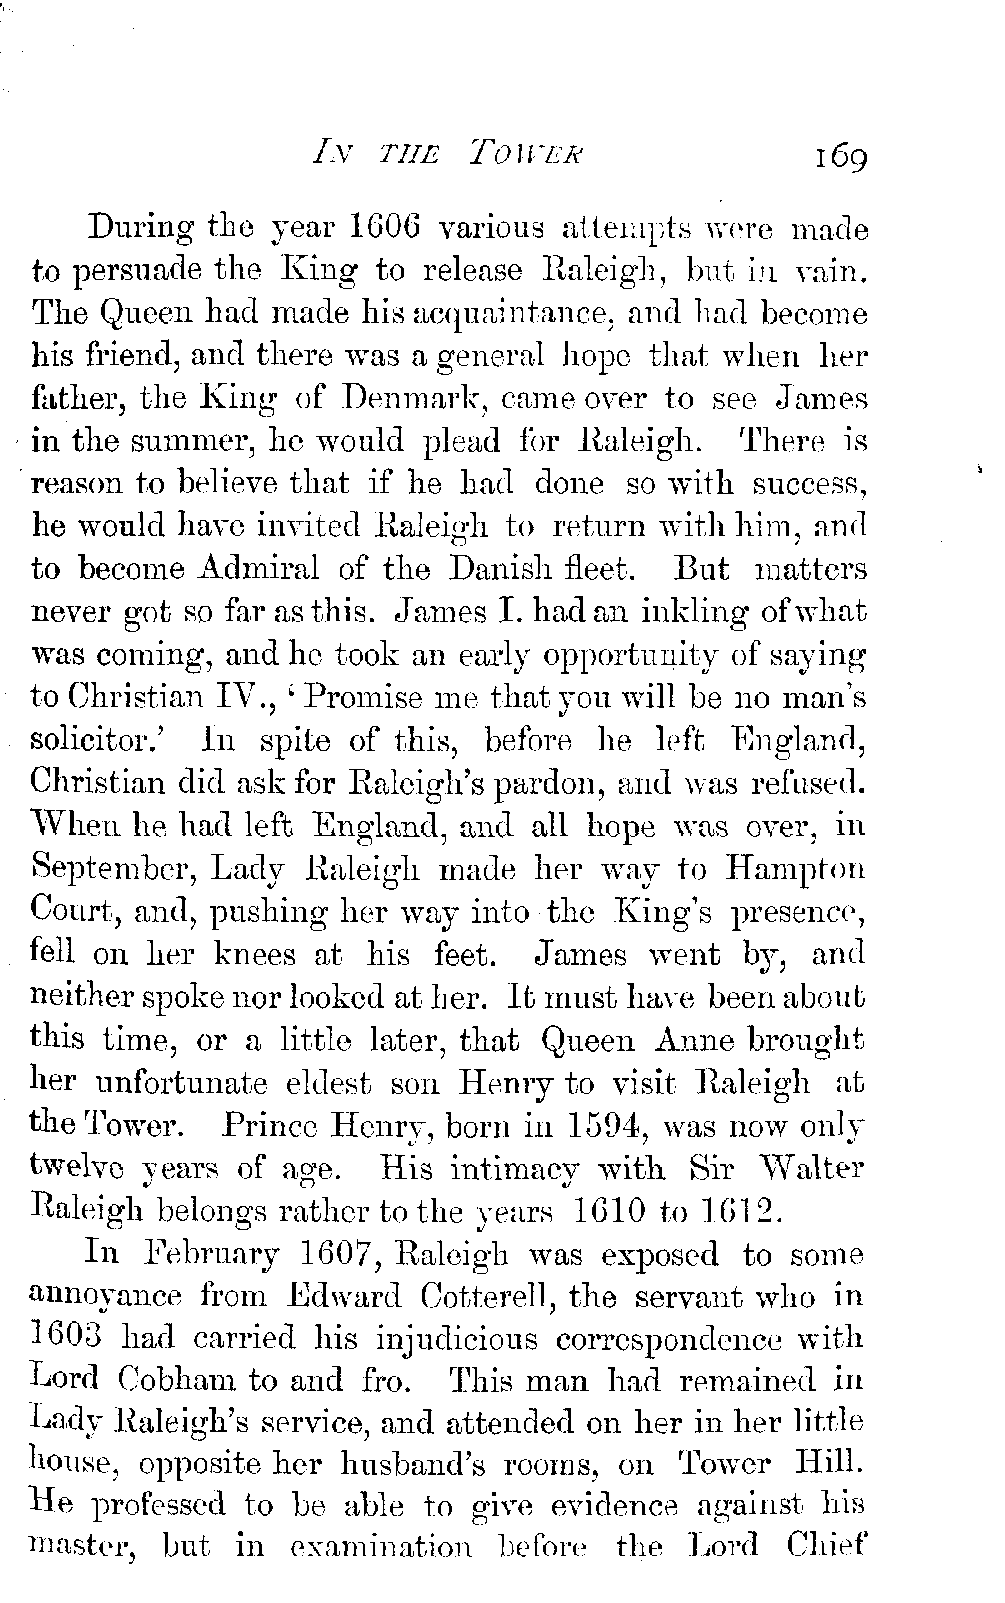 IN THE TOWER 169
During the year 1606 various attempts were made
to persuade the King to release Raleigh, but in vain.
The Queen had made his acquaintance, and had become
his friend, and there was a general hope that when her
father, the King of Denmark, came over to see James
in the summer, he would plead for Raleigh. There is
reason to believe that if he had done so with success,
he would have invited Raleigh to return with him, and
to become Admiral of the Danish fleet. But matters
never got so far as this. James I. had an inkling of what
was coming, and he took an early opportunity of saying
to Christian IV., ‘Promise me that you will be no man’s
solicitor.’ In spite of this, before he left England,
Christian did ask for Raleigh’s pardon, and was refused.
When he had left England, and all hope was over, in
September, Lady Raleigh made her way to Hampton
Court, and, pushing her way into the King’s presence,
fell on her knees at his feet. James went by, and
neither spoke nor looked at her. It must have been about
this time, or a little later, that Queen Anne brought
her unfortunate eldest son Henry to visit Raleigh at
the Tower. Prince Henry, born in 1594, was now only
twelve years of age. His intimacy with Sir Walter
Raleigh belongs rather to the years 1610 to 1612.
In February 1607, Raleigh was exposed to some
annoyance from Edward Cotterell, the servant who in
1603 had carried his injudicious correspondence with
Lord Cobham to and fro. This man had remained in
Lady Raleigh’s service, and attended on her in her little
house, opposite her husband’s rooms, on Tower Hill.
He professed to be able to give evidence against his
master, but in examination before the Lord Chief